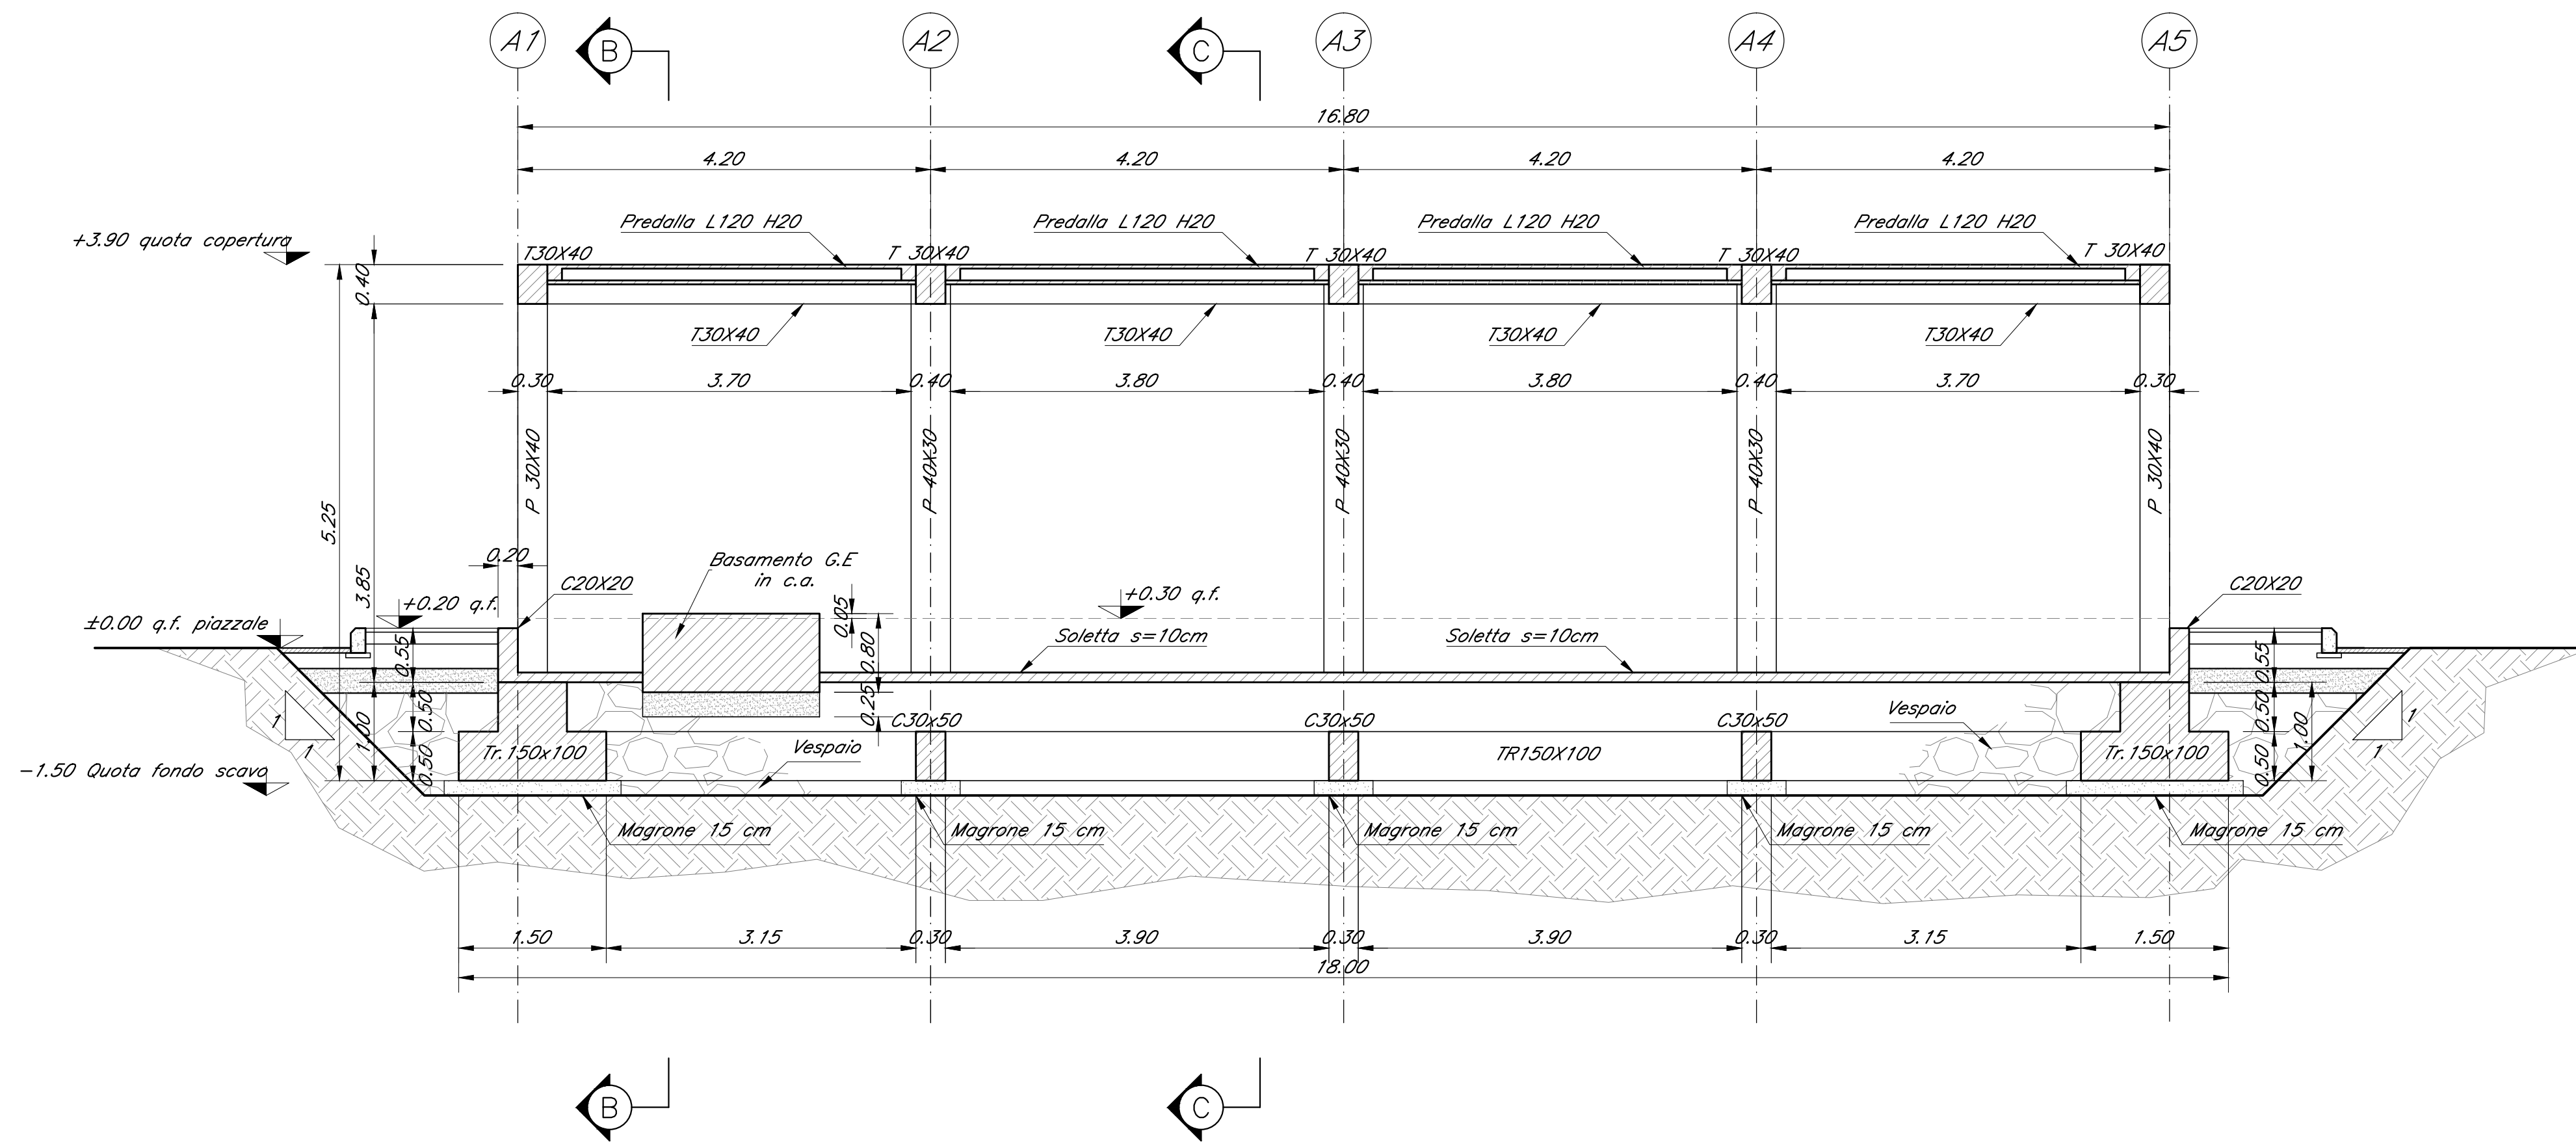 A1 B A2 C A3 A4 A5
16.80
4.20 4.20 4.20 4.20
Predalla L120 H20 Predalla L120 H20 Predalla L120 H20 Predalla L120 H20
+3.90 quota copertura
T30X40 T 30X40 T 30X40 T 30X40 T 30X40
0.40
T30X40 T30X40 T30X40 T30X40
0.30 3.70 0.40 3.80 0.40 3.80 0.40 3.70 0.30
P 30X40 P 40X30 P 40X30 P 40X30 P 30X40
5.25
3.85
0.20
Basamento G.E
in c.a.
C20X20 C20X20
+0.20 q.f.
+0.30 q.f.
±0.00 q.f. piazzale
0.05
0.80
0.25
Soletta s=10cm Soletta s=10cm
0.55 0.55
0.50 0.50
1.00 1.00
0.50 0.50
1 1
1 1
C30x50 C30x50 C30x50
Vespaio Vespaio
Tr.150x100 TR150X100 Tr.150x100
-1.50 Quota fondo scavo
Magrone 15 cm Magrone 15 cm Magrone 15 cm Magrone 15 cm Magrone 15 cm
1.50 3.15 0.30 3.90 0.30 3.90 0.30 3.15 1.50
18.00
B C